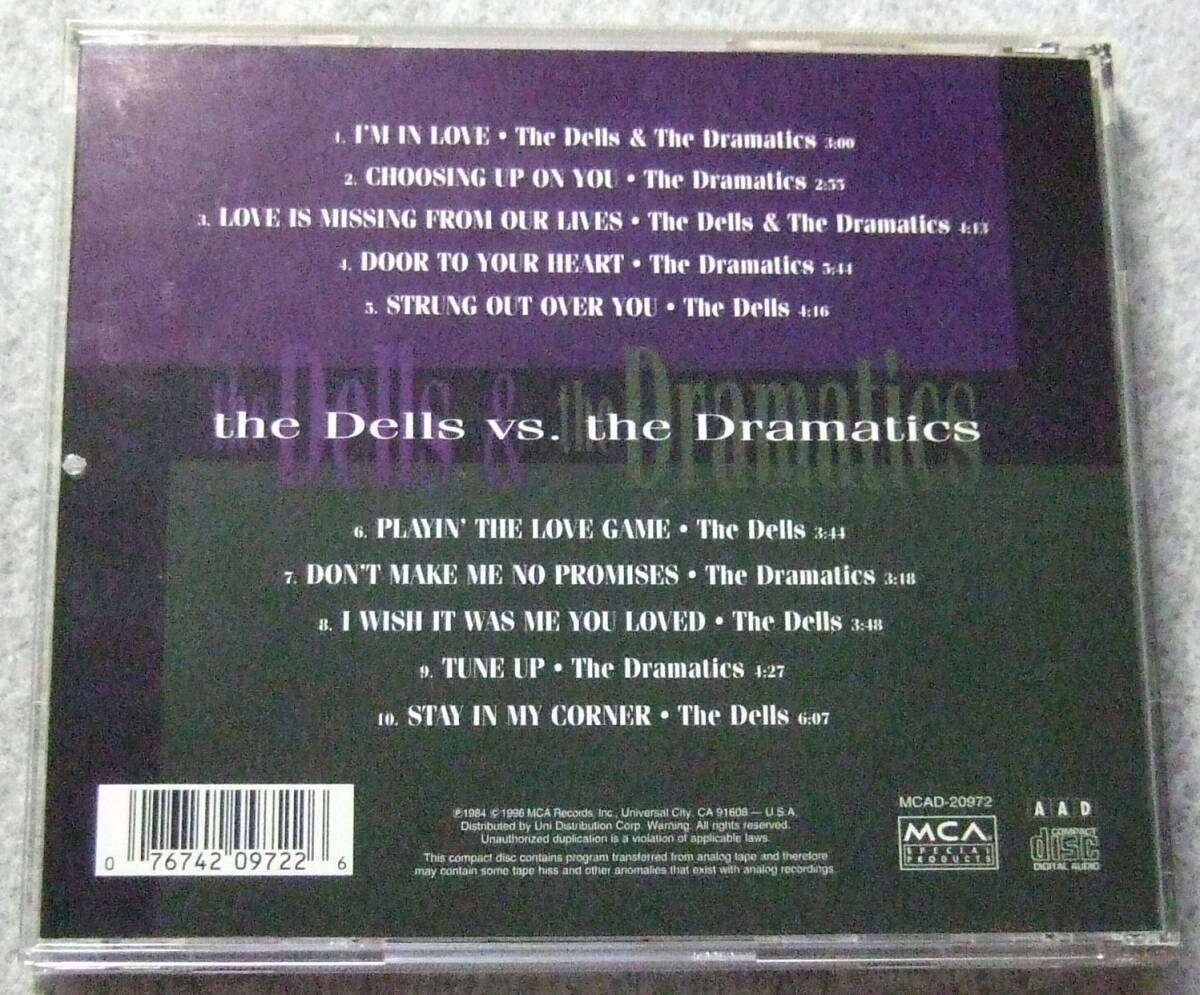 1. I'M IN LOVE • The Dells & The Dramatics 3:00
2. CHOOSING UP ON YOU • The Dramatics 2:55
3. LOVE IS MISSING FROM OUR LIVES • The Dells & The Dramatics 4:13
4. DOOR TO YOUR HEART • The Dramatics 5:44
5. STRUNG OUT OVER YOU • The Dells 4:16
the Dells & the Dramatics
the Dells vs. the Dramatics
6. PLAYIN' THE LOVE GAME • The Dells 3:44
7. DON'T MAKE ME NO PROMISES • The Dramatics 3:18
8. I WISH IT WAS ME YOU LOVED • The Dells 3:48
9. TUNE UP • The Dramatics 4:27
10. STAY IN MY CORNER • The Dells 6:07
0 76742 09722 6
℗1984 ©1996 MCA Records, Inc., Universal City, CA 91608 — U.S.A.
Distributed by Uni Distribution Corp. Warning: All rights reserved.
Unauthorized duplication is a violation of applicable laws.
This compact disc contains program transferred from analog tape and therefore
may contain some tape hiss and other anomalies that exist with analog recordings.
MCAD-20972
MCA
SPECIAL
PRODUCTS
A A D
COMPACT
disc
DIGITAL AUDIO